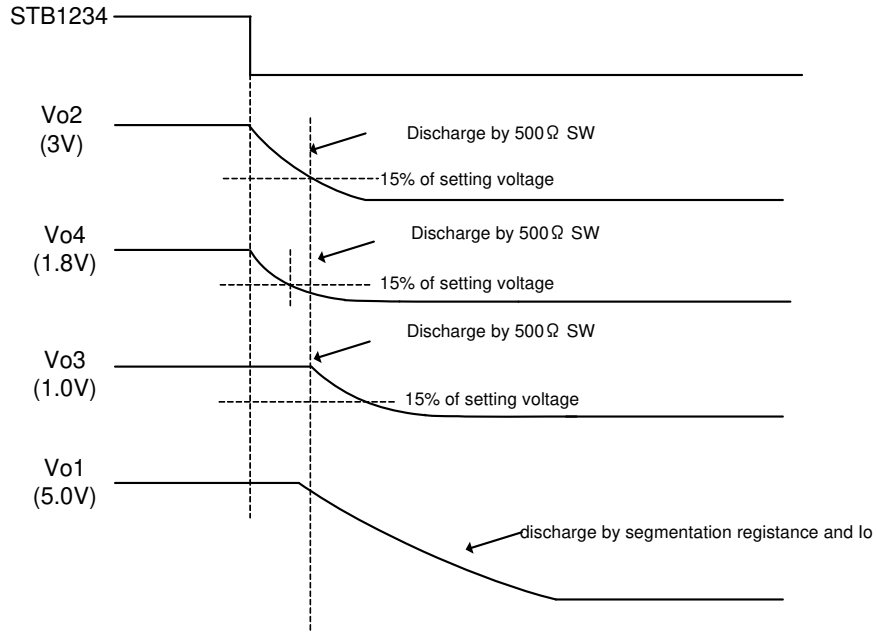 STB1234
Vo2
(3V)
Discharge by 500Ω SW
15% of setting voltage
Vo4
(1.8V)
Discharge by 500Ω SW
15% of setting voltage
Vo3
(1.0V)
Discharge by 500Ω SW
15% of setting voltage
Vo1
(5.0V)
discharge by segmentation registance and Io